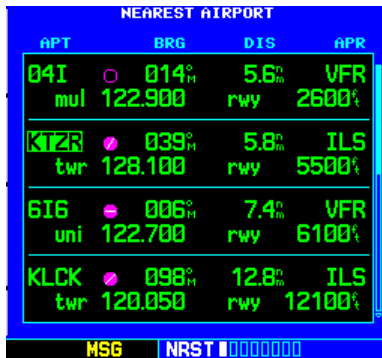 NEAREST AIRPORT
APT BRG DIS APR
04I 014°M 5.6nm VFR
mul 122.900 rwy 2600ft
KTZR 039°M 5.8nm ILS
twr 128.100 rwy 5500ft
6I6 006°M 7.4nm VFR
uni 122.700 rwy 6100ft
KLCK 098°M 12.8nm ILS
twr 120.050 rwy 12100ft
MSG NRST